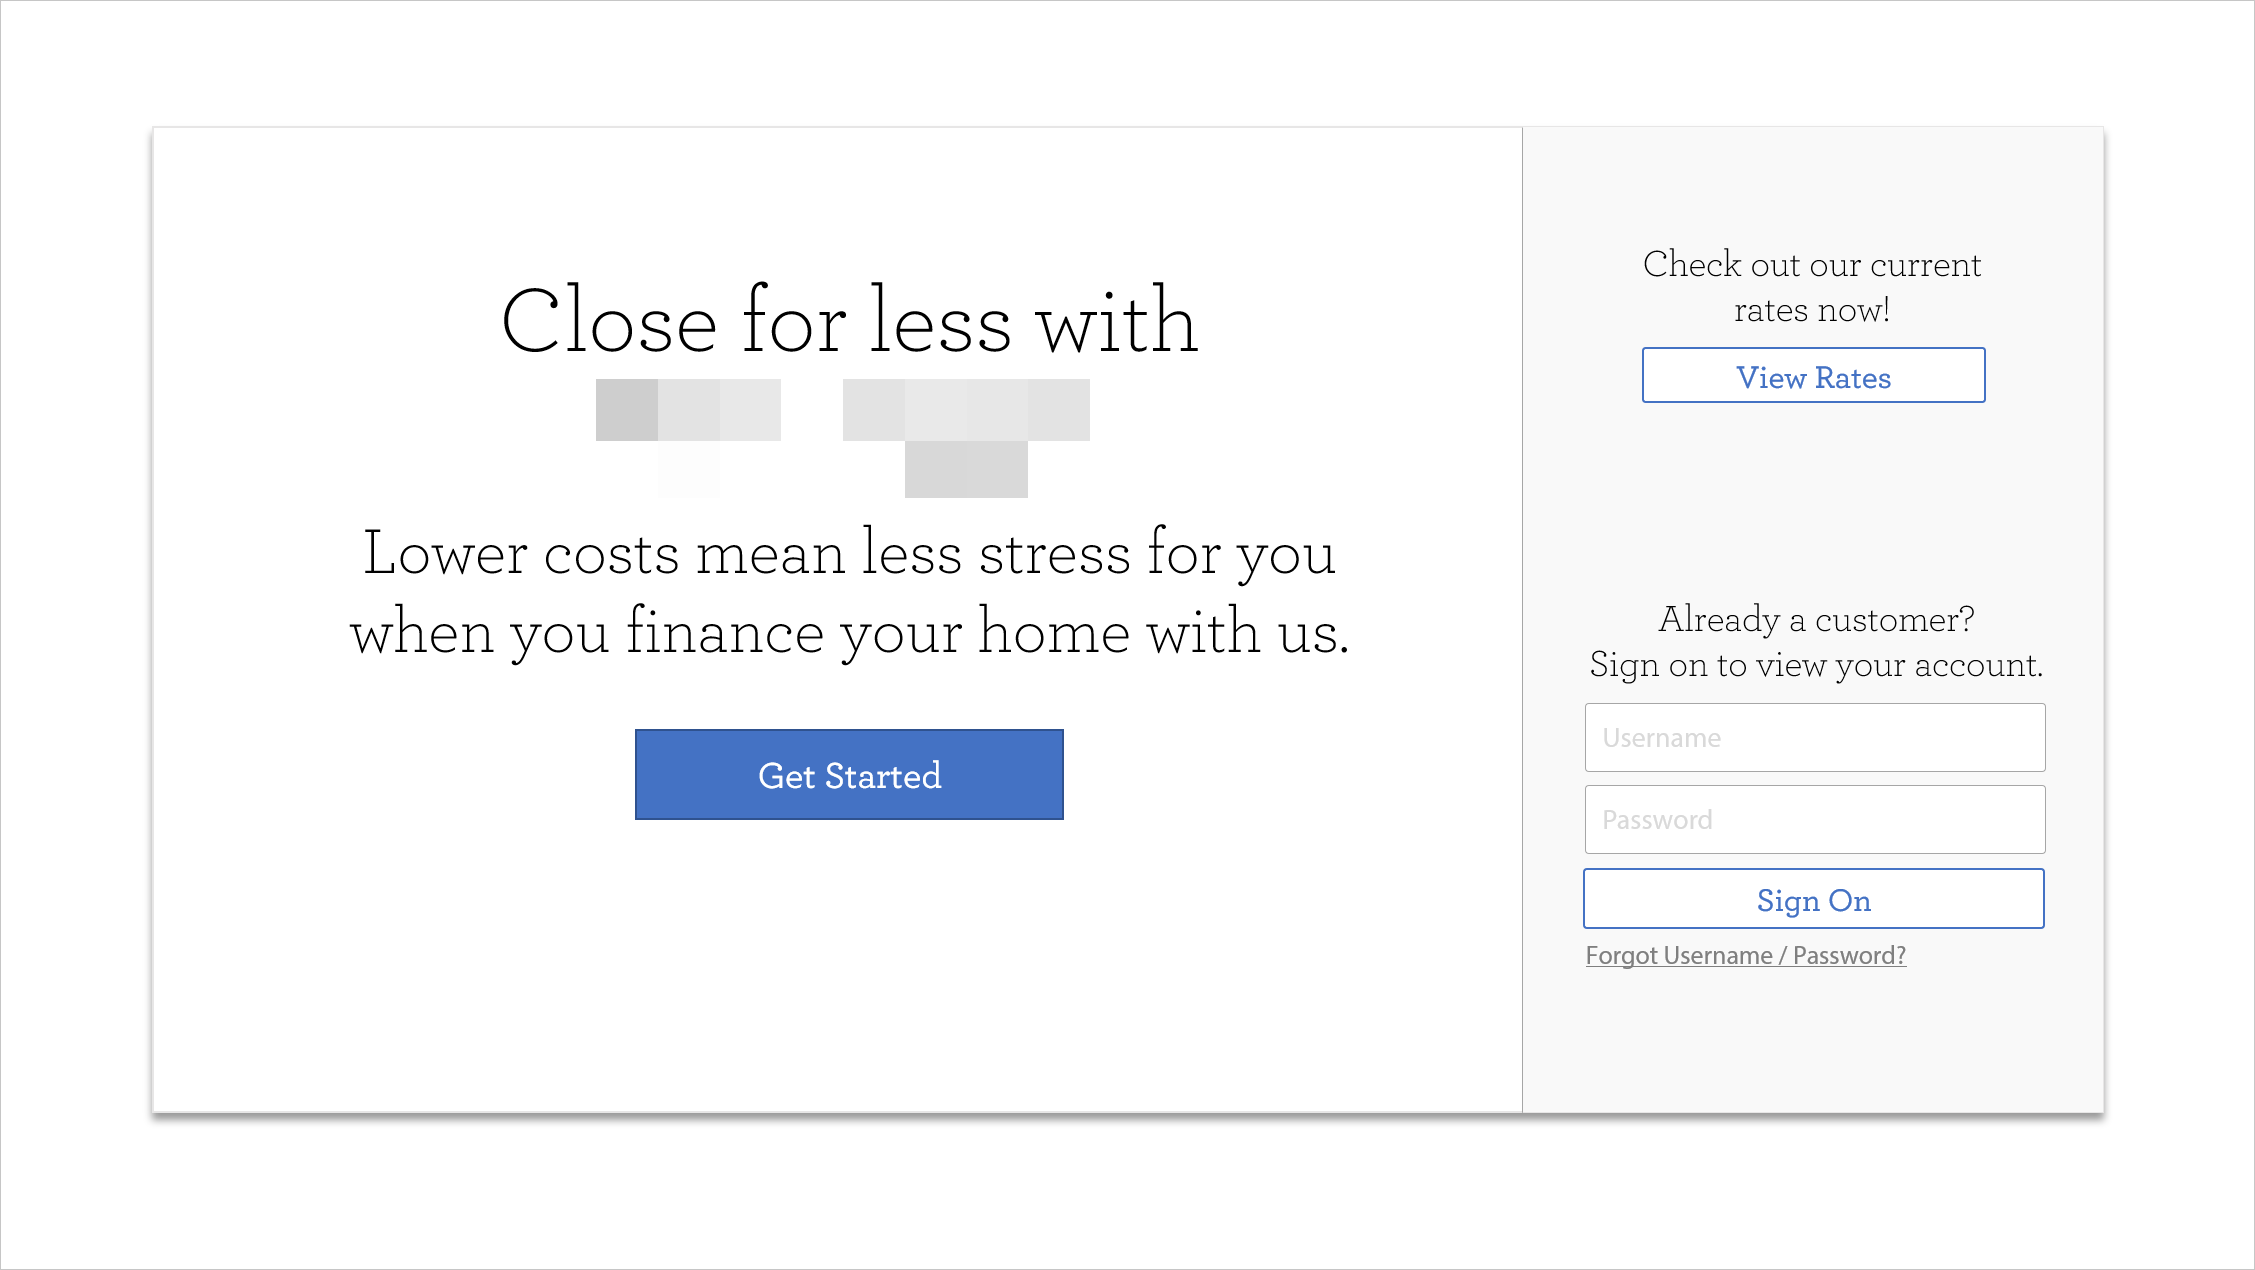 Close for less with
Lower costs mean less stress for you
when you finance your home with us.
Get Started
Check out our current
rates now!
View Rates
Already a customer?
Sign on to view your account.
Username
Password
Sign On
Forgot Username / Password?